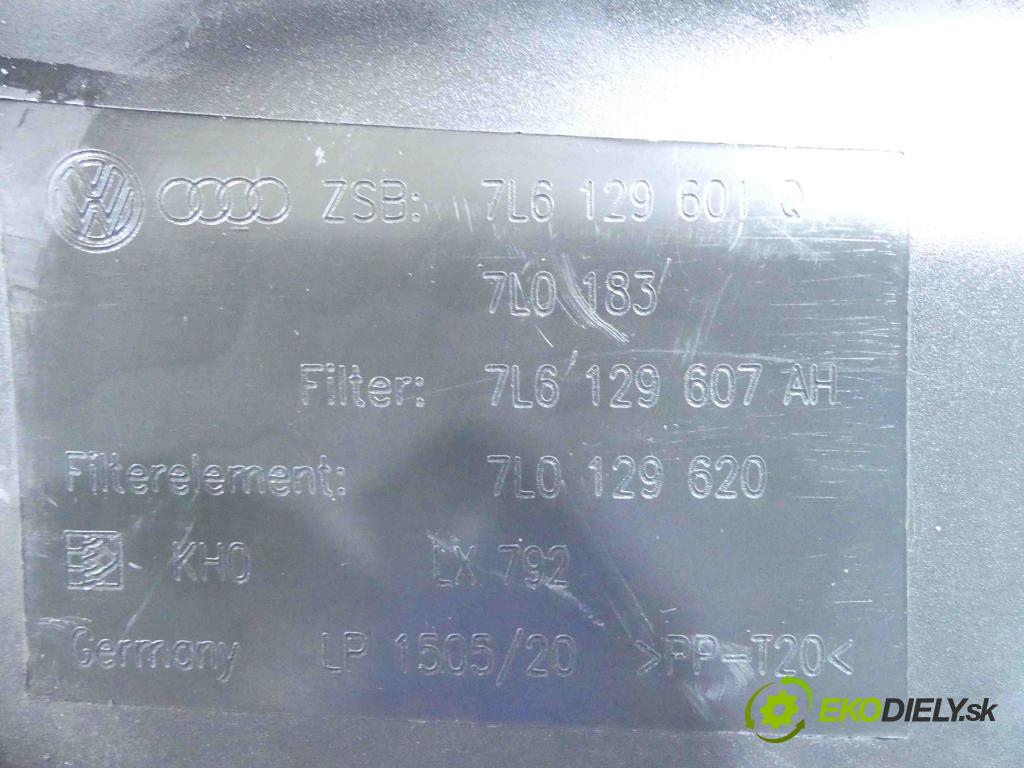 ZSB: 7L6 129 601 Q
7L0 183
Filter: 7L6 129 607 AH
Filterelement: 7L0 129 620
KHO LX 792
Germany LP 1505/20 >PP-T20<
EKODIELY.sk